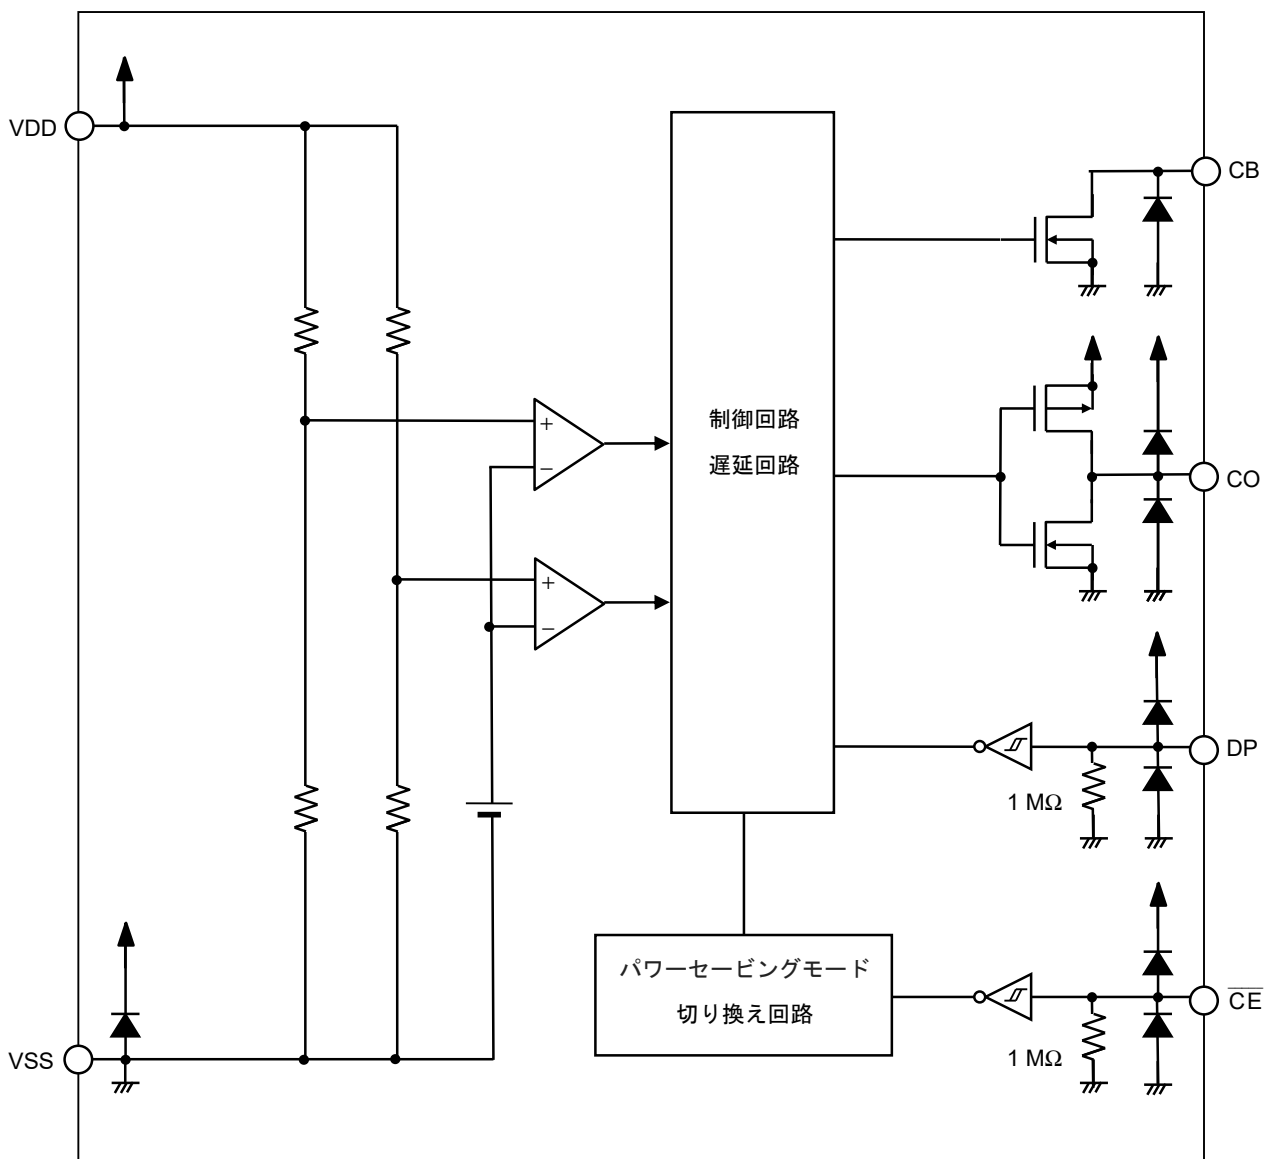 VDD
CB
+
−
制御回路
遅延回路
CO
+
−
DP
1 MΩ
パワーセービングモード
切り換え回路
CE
VSS
1 MΩ